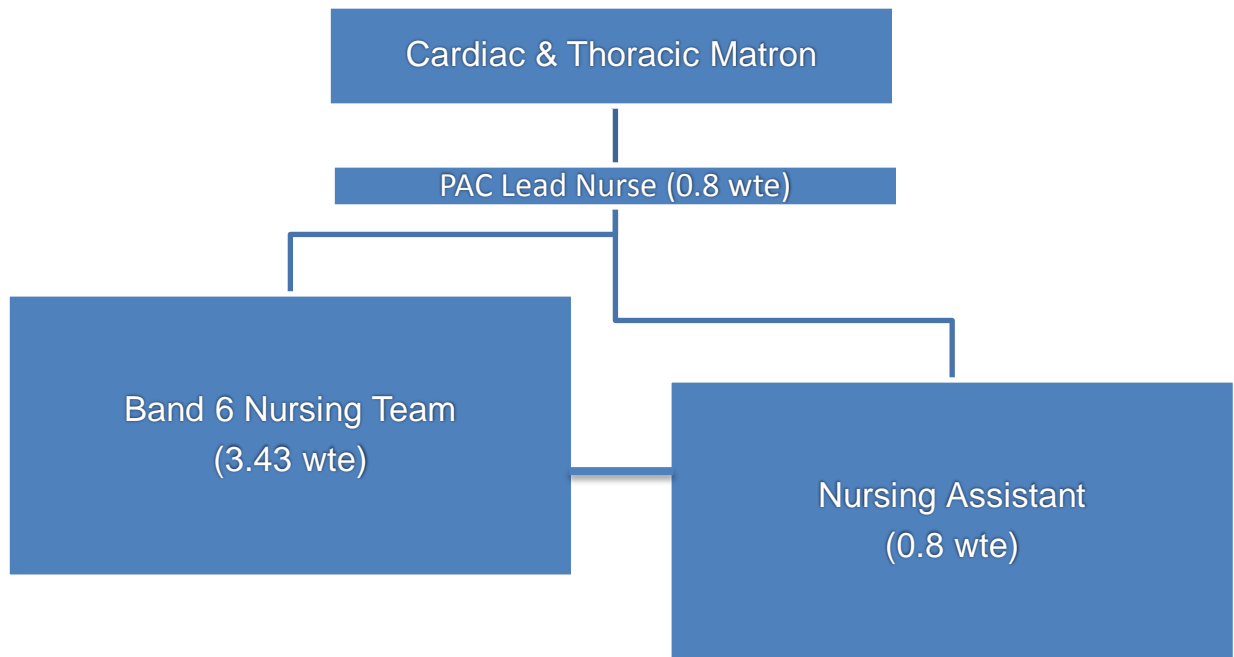 Cardiac & Thoracic Matron
PAC Lead Nurse (0.8 wte)
Band 6 Nursing Team
(3.43 wte)
Nursing Assistant
(0.8 wte)